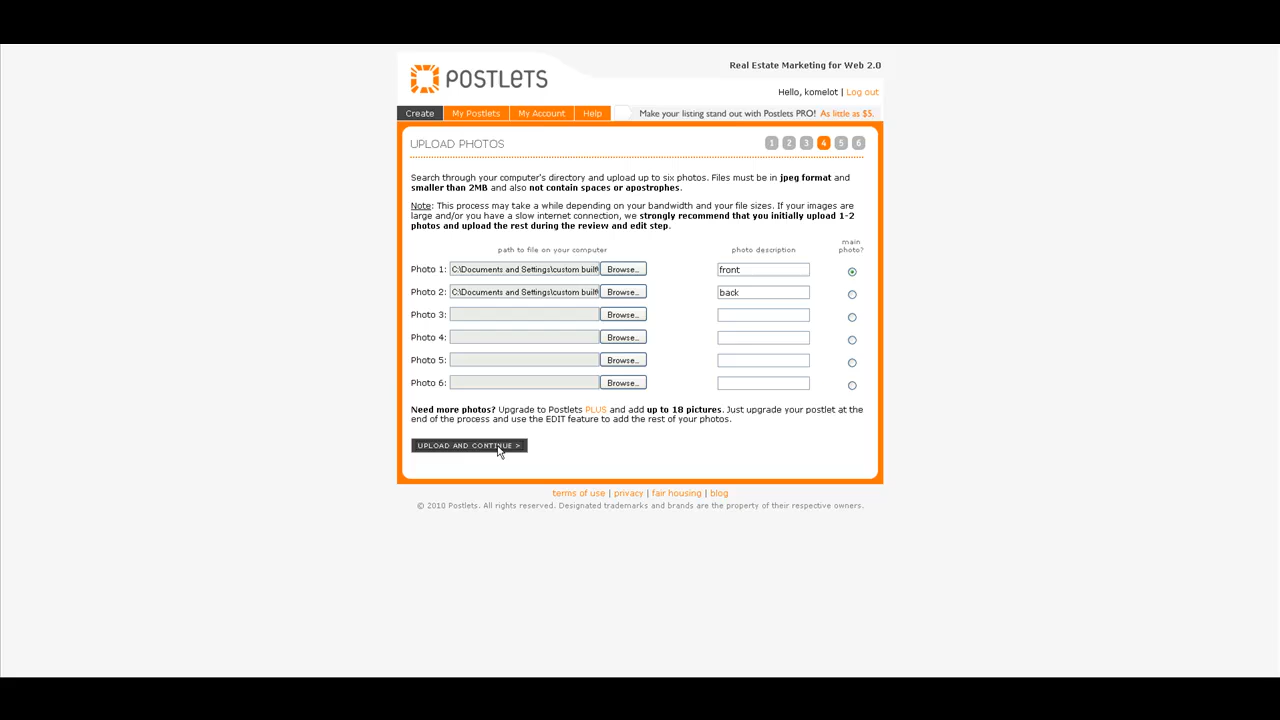 POSTLETS
Real Estate Marketing for Web 2.0
Hello, komelot | Log out
Create My Postlets My Account Help Make your listing stand out with Postlets PRO! As little as $5.
UPLOAD PHOTOS 1 2 3 4 5 6
Search through your computer's directory and upload up to six photos. Files must be in jpeg format and
smaller than 2MB and also not contain spaces or apostrophes.
Note: This process may take a while depending on your bandwidth and your file sizes. If your images are
large and/or you have a slow internet connection, we strongly recommend that you initially upload 1-2
photos and upload the rest during the review and edit step.
path to file on your computer photo description main
photo?
Photo 1: C:\Documents and Settings\custom built Browse... front
Photo 2: C:\Documents and Settings\custom built Browse... back
Photo 3: Browse...
Photo 4: Browse...
Photo 5: Browse...
Photo 6: Browse...
Need more photos? Upgrade to Postlets PLUS and add up to 18 pictures. Just upgrade your postlet at the
end of the process and use the EDIT feature to add the rest of your photos.
UPLOAD AND CONTINUE >
terms of use | privacy | fair housing | blog
© 2010 Postlets. All rights reserved. Designated trademarks and brands are the property of their respective owners.